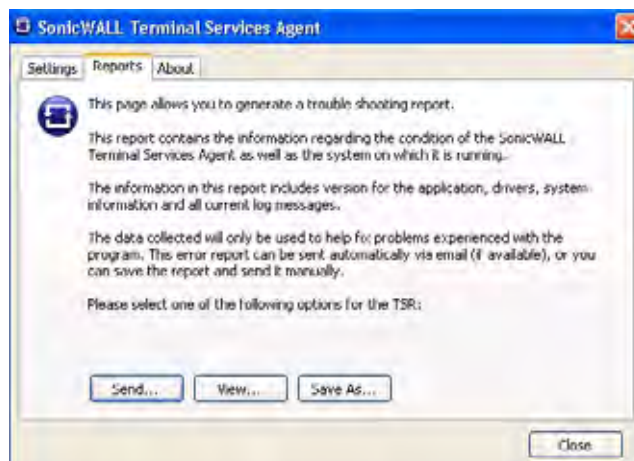 SonicWALL Terminal Services Agent
Settings Reports About
This page allows you to generate a trouble shooting report.
This report contains the information regarding the condition of the SonicWALL
Terminal Services Agent as well as the system on which it is running.
The information in this report includes version for the application, drivers, system
information and all current log messages.
The data collected will only be used to help fix problems experienced with the
program. This error report can be sent automatically via email (if available), or you
can save the report and send it manually.
Please select one of the following options for the TSR:
Send... View... Save As...
Close